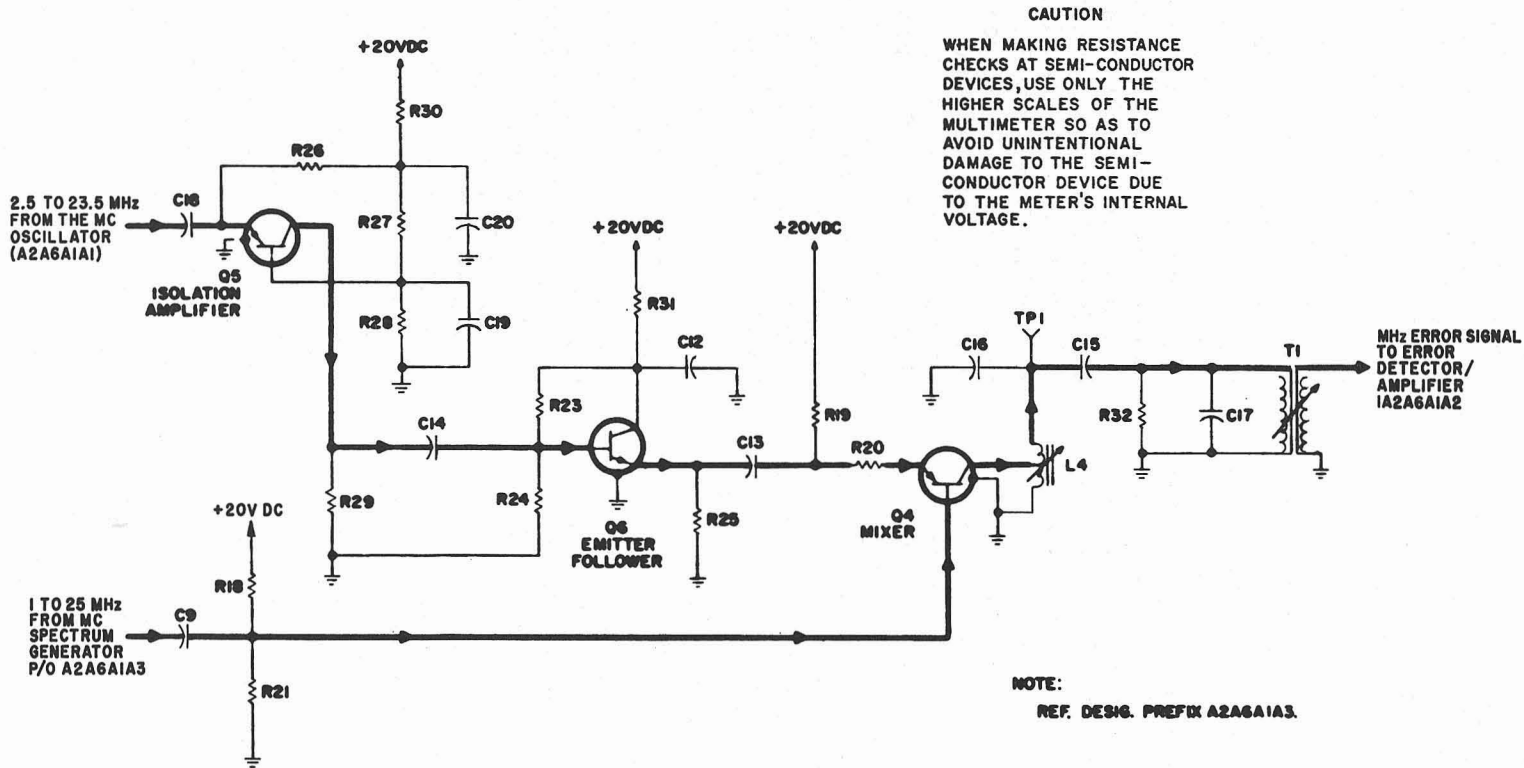 CAUTION
WHEN MAKING RESISTANCE
CHECKS AT SEMI-CONDUCTOR
DEVICES, USE ONLY THE
HIGHER SCALES OF THE
MULTIMETER SO AS TO
AVOID UNINTENTIONAL
DAMAGE TO THE SEMI-
CONDUCTOR DEVICE DUE
TO THE METER'S INTERNAL
VOLTAGE.
+20VDC
R30
R26
2.5 TO 23.5 MHz
FROM THE MC
OSCILLATOR
(A2A6A1A1)
C18
R27
C20
Q5
ISOLATION
AMPLIFIER
R28
C19
+20VDC
R31
C12
+20VDC
R23
C14
R29
R24
Q6
EMITTER
FOLLOWER
C13
R25
R19
R20
Q4
MIXER
L4
TP1
C16
C15
R32
C17
T1
MHz ERROR SIGNAL
TO ERROR
DETECTOR/
AMPLIFIER
1A2A6A1A2
+20V DC
R18
1 TO 25 MHz
FROM MC
SPECTRUM
GENERATOR
P/O A2A6A1A3
C9
R21
NOTE:
REF. DESIG. PREFIX A2A6A1A3.